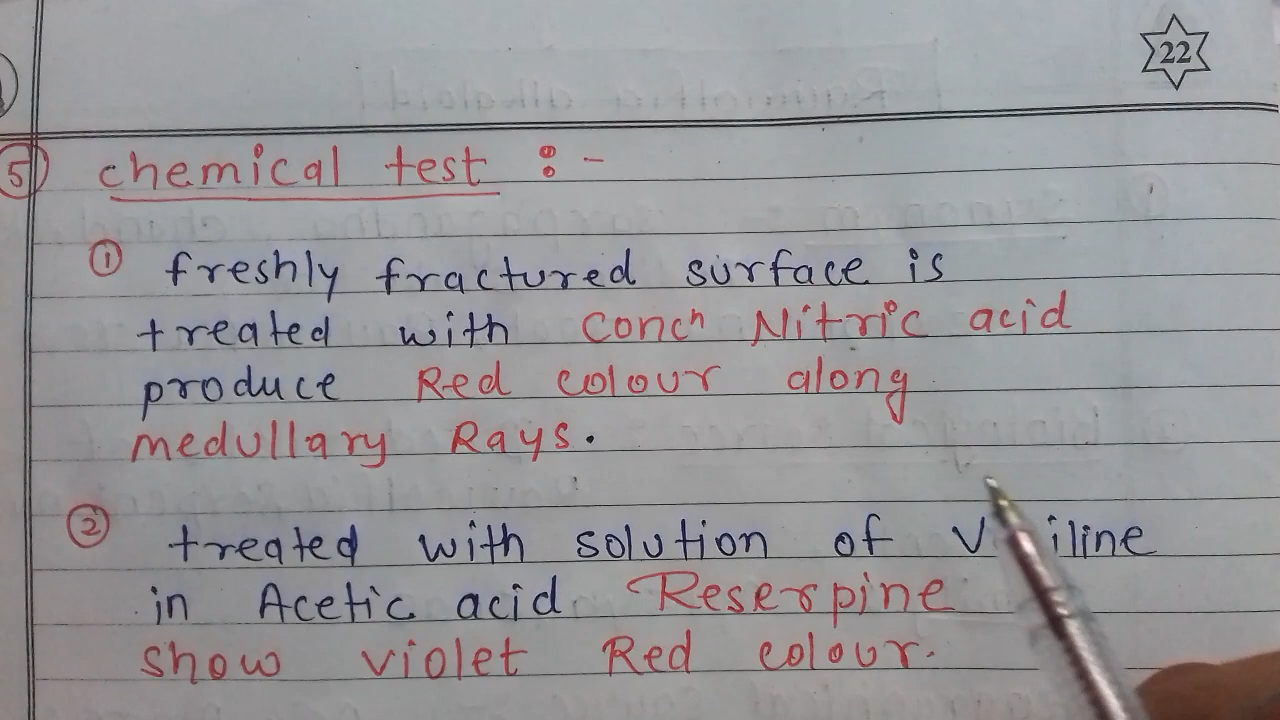 22
5 chemical test :-
1 freshly fractured surface is
treated with Concn Nitric acid
produce Red colour along
medullary Rays.
2 treated with solution of
in Acetic acid Reserpine
show violet Red colour.